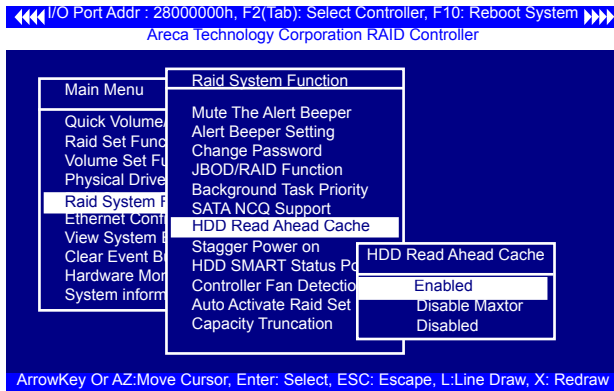 I/O Port Addr : 28000000h, F2(Tab): Select Controller, F10: Reboot System
Areca Technology Corporation RAID Controller
Main Menu
Quick Volume/
Raid Set Func
Volume Set Fu
Physical Drive
Raid System F
Ethernet Confi
View System E
Clear Event Bu
Hardware Mon
System inform
Raid System Function
Mute The Alert Beeper
Alert Beeper Setting
Change Password
JBOD/RAID Function
Background Task Priority
SATA NCQ Support
HDD Read Ahead Cache
Stagger Power on
HDD SMART Status Po
Controller Fan Detectio
Auto Activate Raid Set
Capacity Truncation
HDD Read Ahead Cache
Enabled
Disable Maxtor
Disabled
ArrowKey Or AZ:Move Cursor, Enter: Select, ESC: Escape, L:Line Draw, X: Redraw